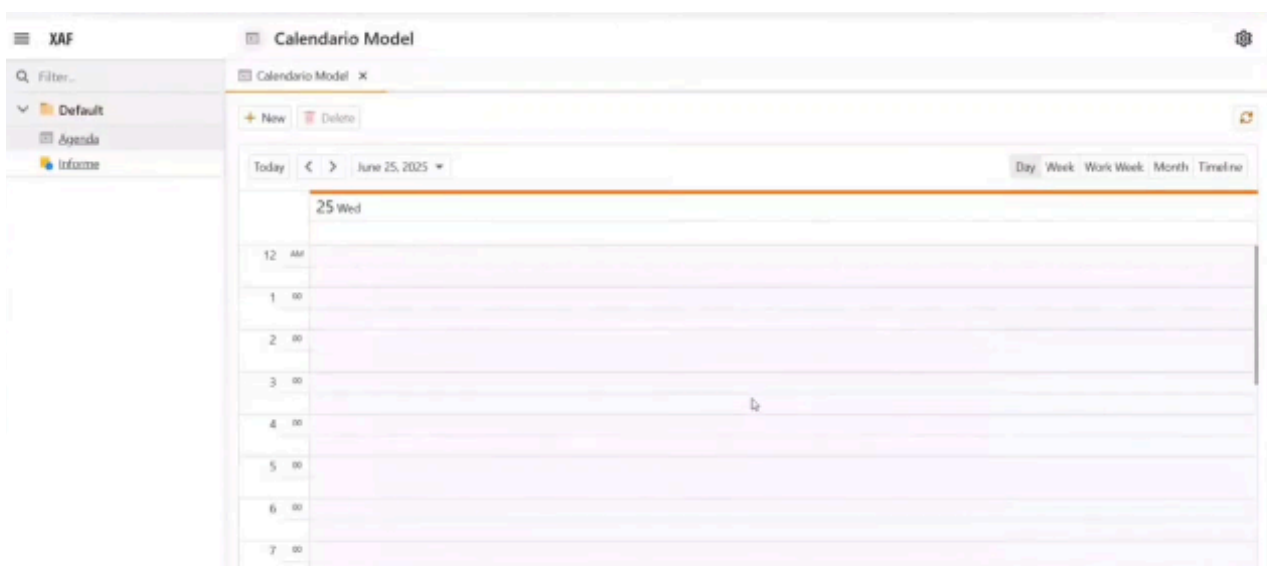 XAF
Calendario Model
Filter...
Calendario Model
Default
+ New Delete
Agenda
Informe
Today < > June 25, 2025
Day Week Work Week Month Timeline
25 Wed
12 AM
1 00
2 00
3 00
4 00
5 00
6 00
7 00